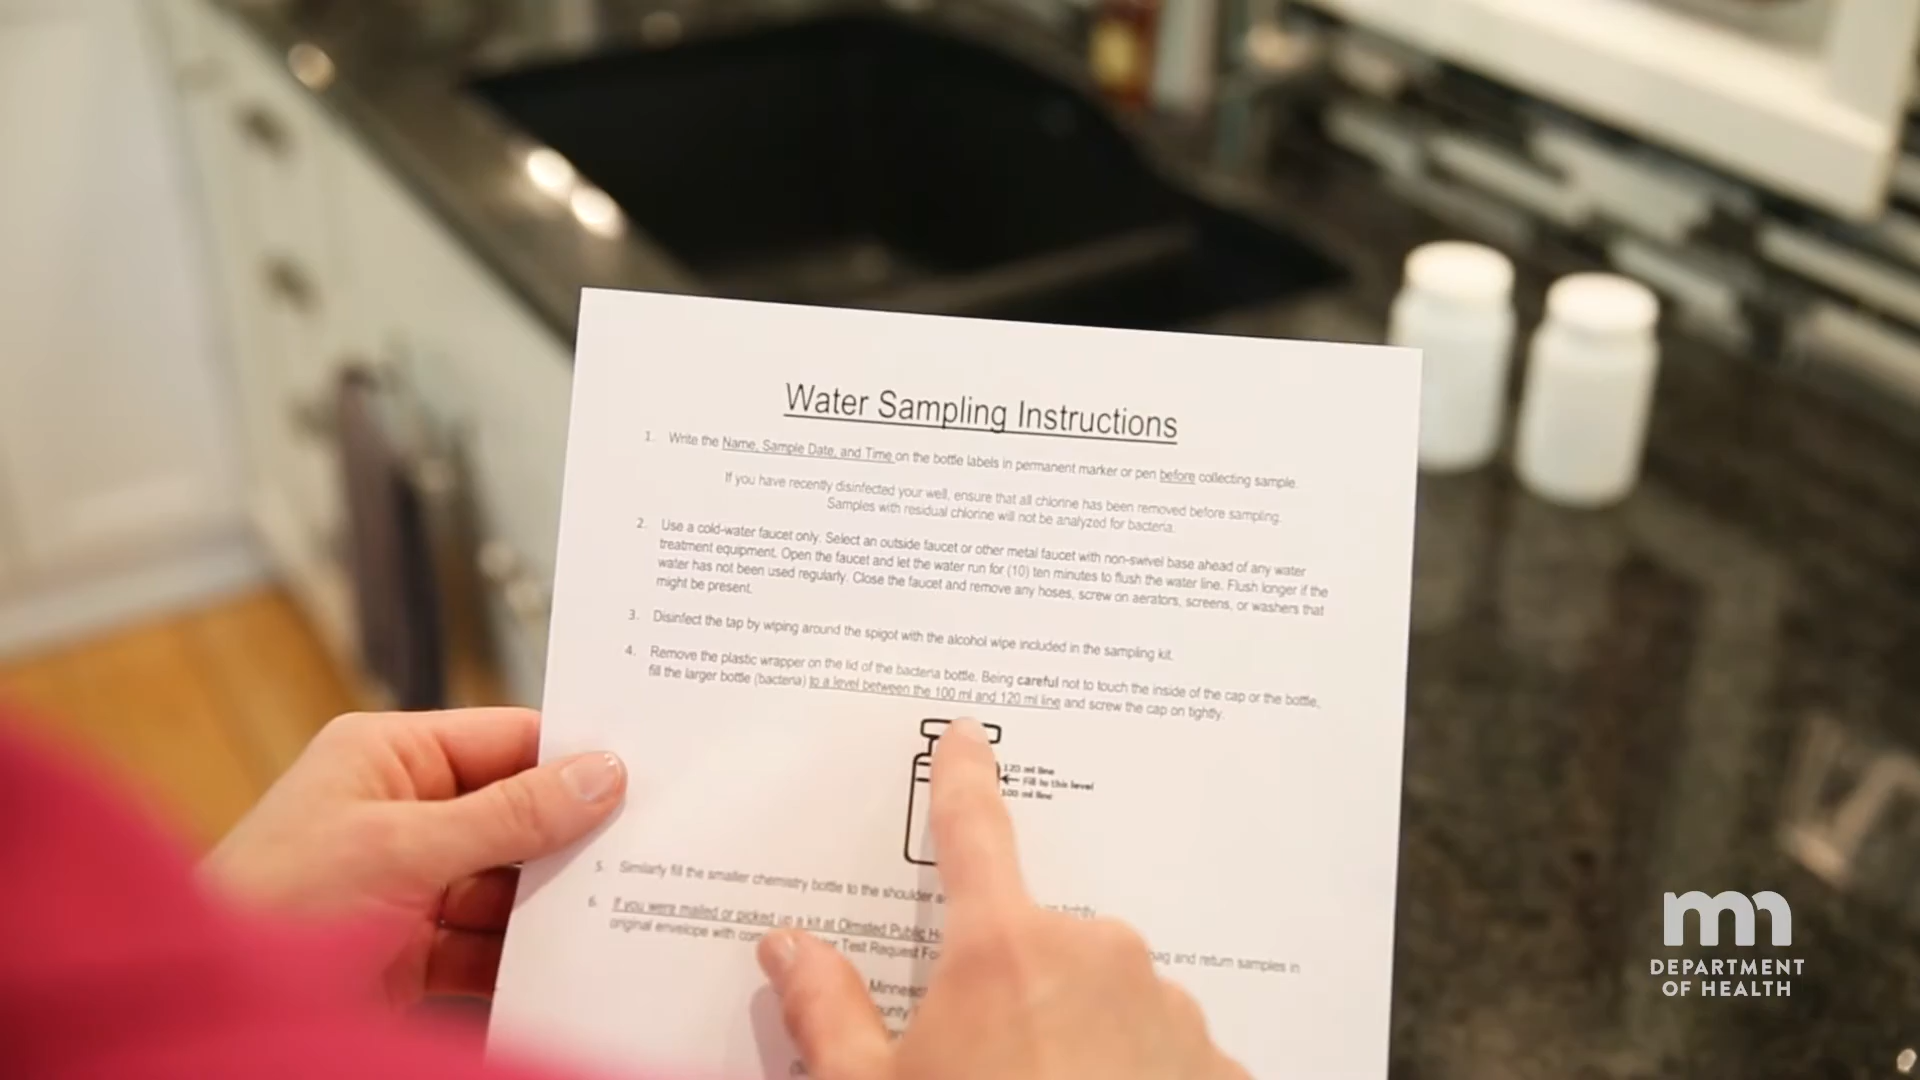 Water Sampling Instructions
1. Write the Name, Sample Date, and Time on the bottle labels in permanent marker or pen before collecting sample.
If you have recently disinfected your well, ensure that all chlorine has been removed before sampling.
Samples with residual chlorine will not be analyzed for bacteria.
2. Use a cold-water faucet only. Select an outside faucet or other metal faucet with non-swivel base ahead of any water
treatment equipment. Open the faucet and let the water run for (10) ten minutes to flush the water line. Flush longer if the
water has not been used regularly. Close the faucet and remove any hoses, screw on aerators, screens, or washers that
might be present.
3. Disinfect the tap by wiping around the spigot with the alcohol wipe included in the sampling kit.
4. Remove the plastic wrapper on the lid of the bacteria bottle. Being careful not to touch the inside of the cap or the bottle,
fill the larger bottle (bacteria) to a level between the 100 ml and 120 ml line and screw the cap on tightly.
120 ml line
Fill to this level
100 ml line
5. Similarly fill the smaller chemistry bottle to the shoulder tightly
6. If you were mailed or picked up a kit at Olmsted Public bag and return samples in
original envelope with Test Request
DEPARTMENT
OF HEALTH